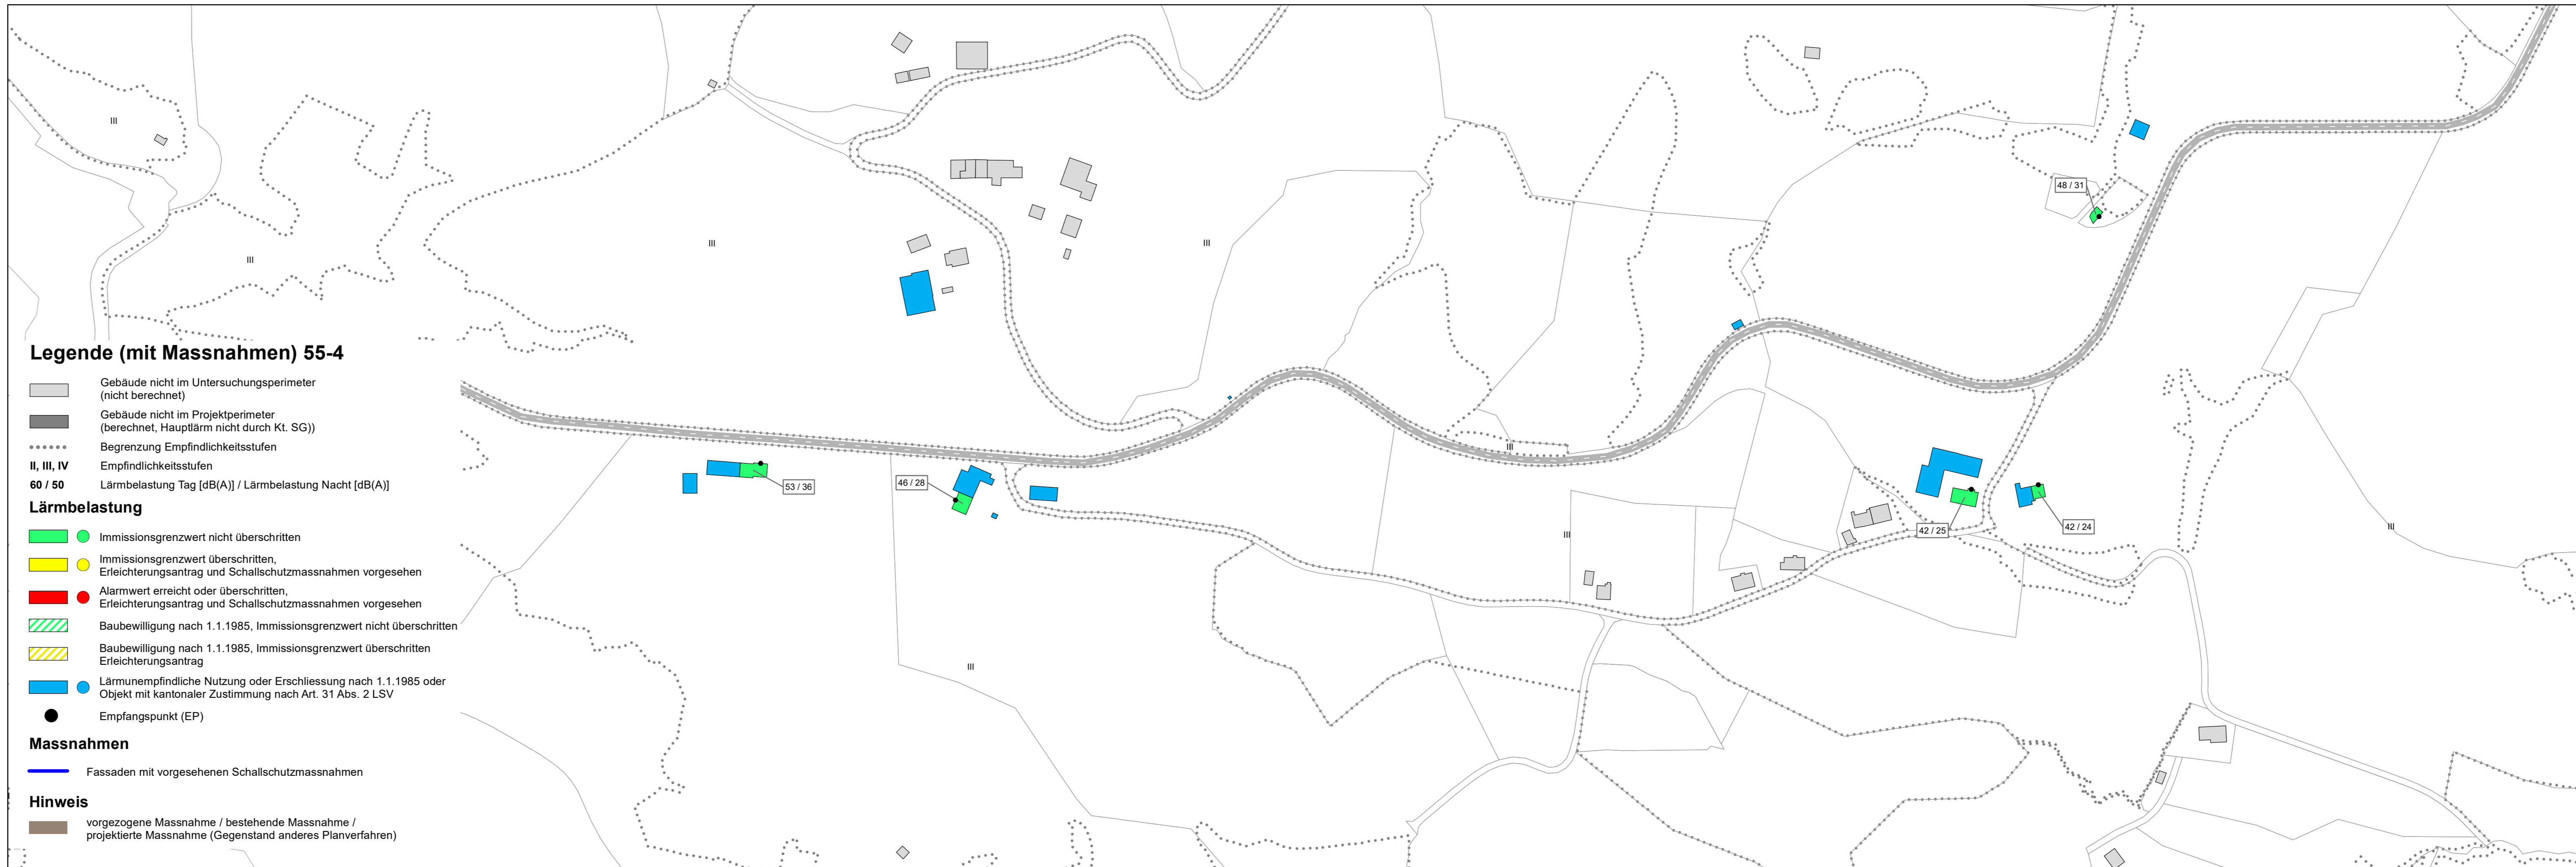 III
48 / 31
III
III
III
Legende (mit Massnahmen) 55-4
Gebäude nicht im Untersuchungsperimeter
(nicht berechnet)
Gebäude nicht im Projektperimeter
(berechnet, Hauptlärm nicht durch Kt. SG))
Begrenzung Empfindlichkeitsstufen
II, III, IV Empfindlichkeitsstufen
60 / 50 Lärmbelastung Tag [dB(A)] / Lärmbelastung Nacht [dB(A)]
Lärmbelastung
Immissionsgrenzwert nicht überschritten
Immissionsgrenzwert überschritten,
Erleichterungsantrag und Schallschutzmassnahmen vorgesehen
Alarmwert erreicht oder überschritten,
Erleichterungsantrag und Schallschutzmassnahmen vorgesehen
Baubewilligung nach 1.1.1985, Immissionsgrenzwert nicht überschritten
Baubewilligung nach 1.1.1985, Immissionsgrenzwert überschritten
Erleichterungsantrag
Lärmunempfindliche Nutzung oder Erschliessung nach 1.1.1985 oder
Objekt mit kantonaler Zustimmung nach Art. 31 Abs. 2 LSV
Empfangspunkt (EP)
Massnahmen
Fassaden mit vorgesehenen Schallschutzmassnahmen
Hinweis
vorgezogene Massnahme / bestehende Massnahme /
projektierte Massnahme (Gegenstand anderes Planverfahren)
53 / 36
46 / 28
III
III
42 / 25
42 / 24
III
III